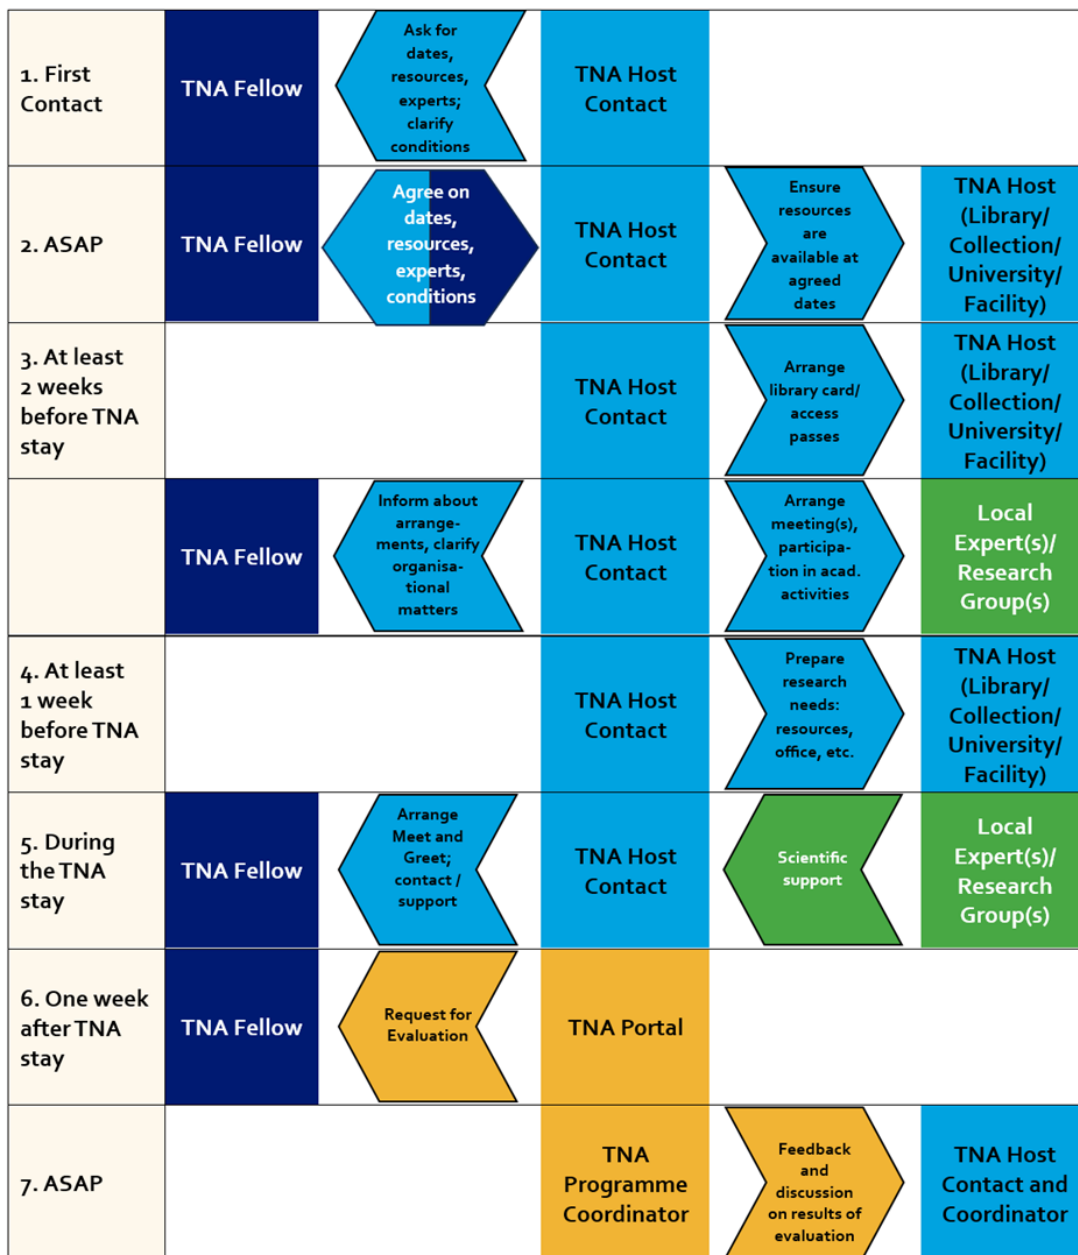 1. First
Contact
TNA Fellow
Ask for
dates,
resources,
experts;
clarify
conditions
TNA Host
Contact
2. ASAP
TNA Fellow
Agree on
dates,
resources,
experts,
conditions
TNA Host
Contact
Ensure
resources
are
available at
agreed
dates
TNA Host
(Library/
Collection/
University/
Facility)
3. At least
2 weeks
before TNA
stay
TNA Host
Contact
Arrange
library card/
access
passes
TNA Host
(Library/
Collection/
University/
Facility)
TNA Fellow
Inform about
arrange-
ments, clarify
organisa-
tional
matters
TNA Host
Contact
Arrange
meeting(s),
participa-
tion in acad.
activities
Local
Expert(s)/
Research
Group(s)
4. At least
1 week
before TNA
stay
TNA Host
Contact
Prepare
research
needs:
resources,
office, etc.
TNA Host
(Library/
Collection/
University/
Facility)
5. During
the TNA
stay
TNA Fellow
Arrange
Meet and
Greet;
contact /
support
TNA Host
Contact
Scientific
support
Local
Expert(s)/
Research
Group(s)
6. One week
after TNA
stay
TNA Fellow
Request for
Evaluation
TNA Portal
7. ASAP
TNA
Programme
Coordinator
Feedback
and
discussion
on results of
evaluation
TNA Host
Contact and
Coordinator